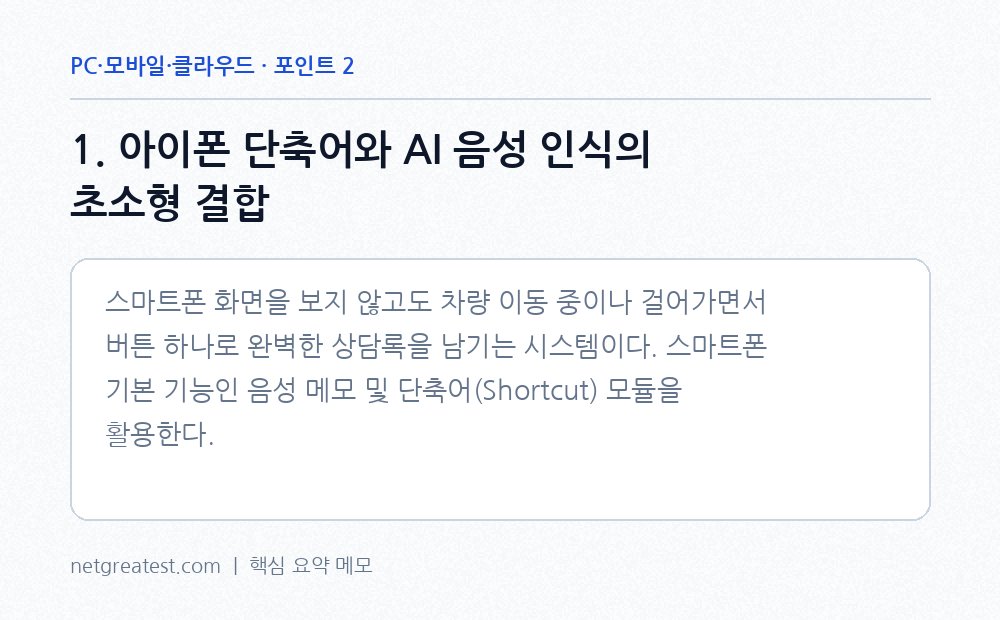 PC·모바일·클라우드 · 포인트 2
1. 아이폰 단축어와 AI 음성 인식의
초소형 결합
스마트폰 화면을 보지 않고도 차량 이동 중이나 걸어가면서
버튼 하나로 완벽한 상담록을 남기는 시스템이다. 스마트폰
기본 기능인 음성 메모 및 단축어(Shortcut) 모듈을
활용한다.
netgreatest.com | 핵심 요약 메모